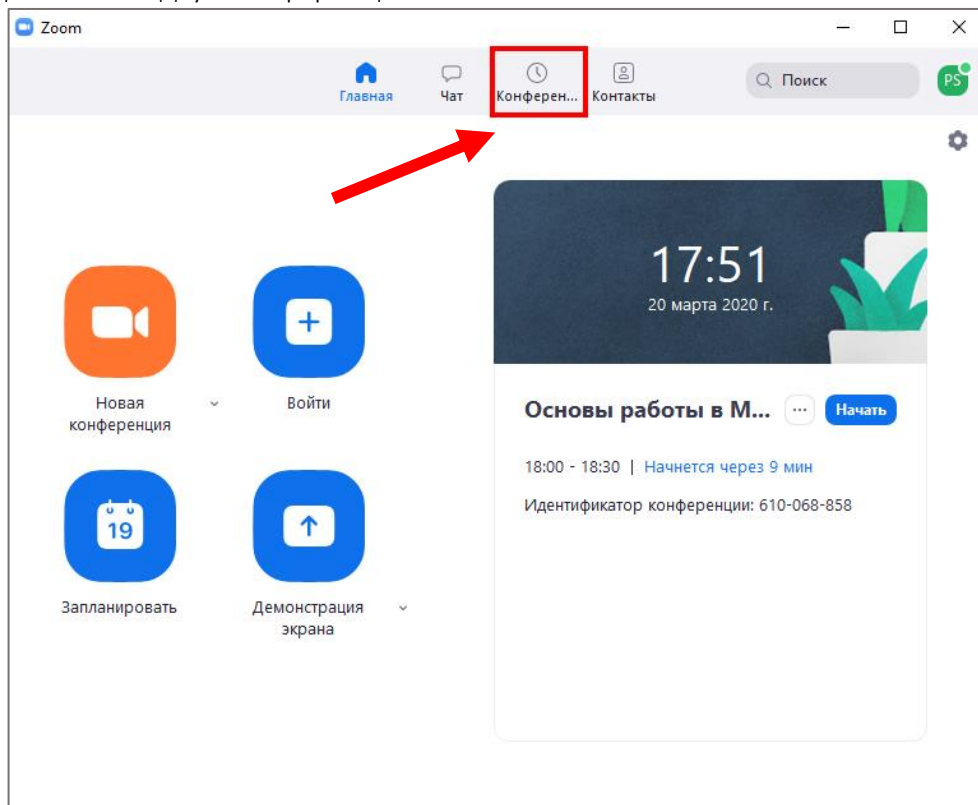 Zoom
Главная
Чат
Конферен...
Контакты
Поиск
PS
17:51
20 марта 2020 г.
Новая
конференция
Войти
Основы работы в М...
Начать
18:00 - 18:30 | Начнется через 9 мин
Идентификатор конференции: 610-068-858
19
Запланировать
Демонстрация
экрана